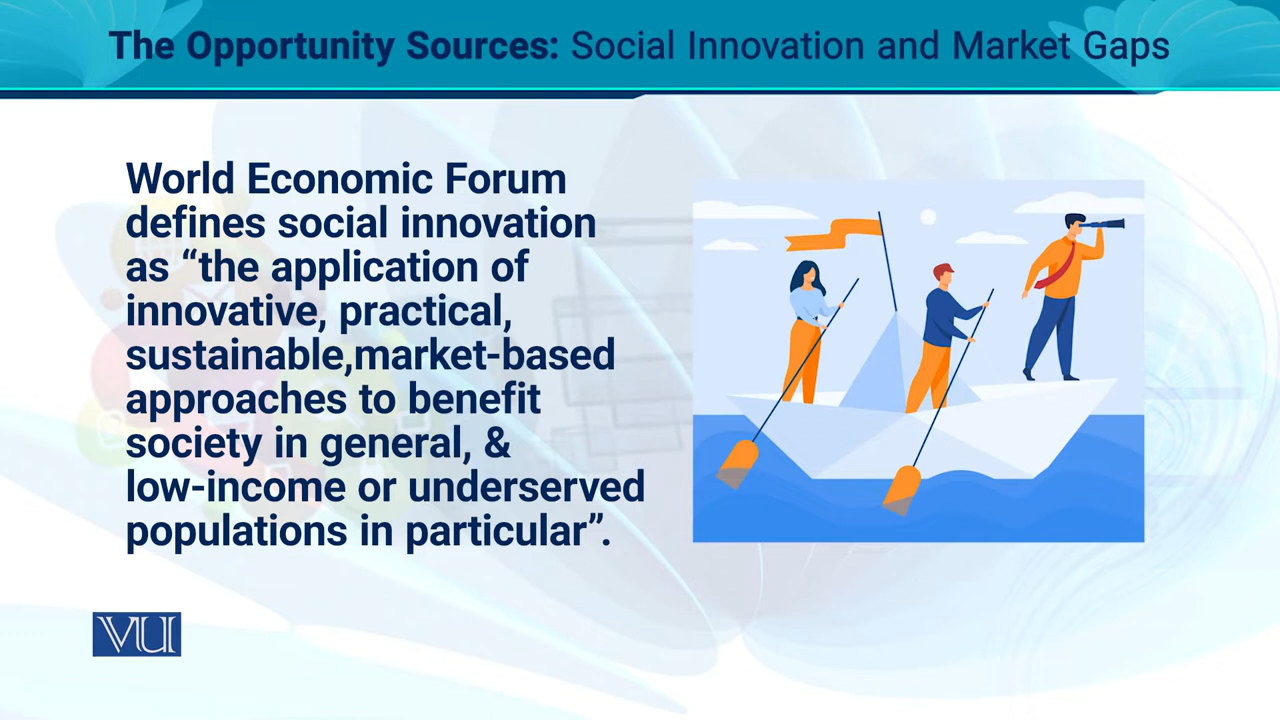 The Opportunity Sources: Social Innovation and Market Gaps
World Economic Forum
defines social innovation
as “the application of
innovative, practical,
sustainable,market-based
approaches to benefit
society in general, &
low-income or underserved
populations in particular”.
VU